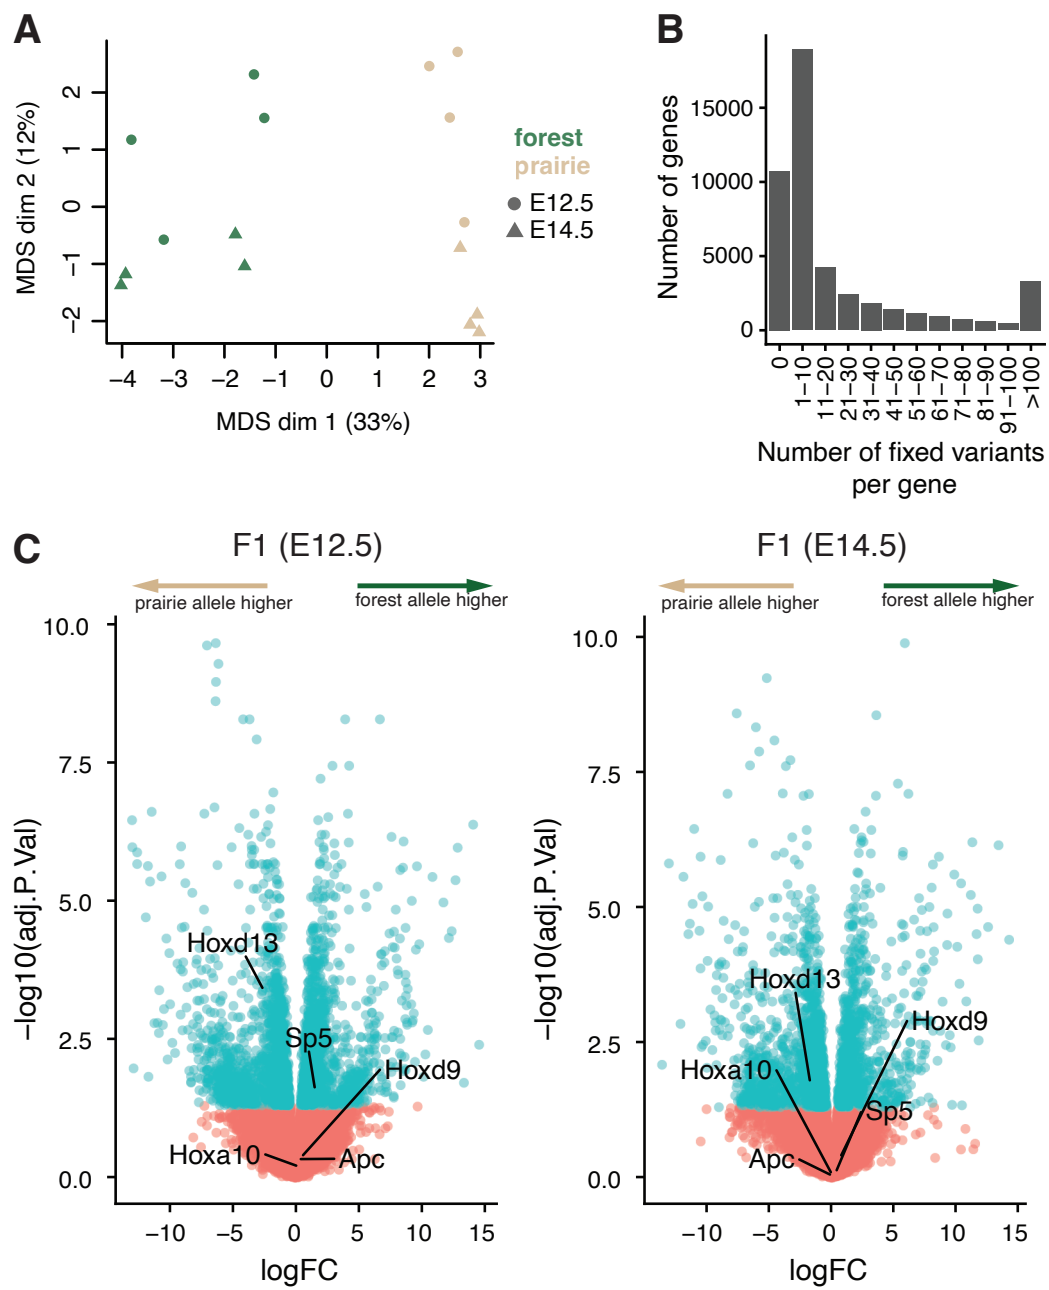 A
MDS dim 2 (12%)
2
1
0
−1
−2
−4 −3 −2 −1 0 1 2 3
MDS dim 1 (33%)
forest
prairie
E12.5
E14.5
B
Number of genes
15000
10000
5000
0
0 1−10 11−20 21−30 31−40 41−50 51−60 61−70 71−80 81−90 91−100 >100
Number of fixed variants
per gene
C
F1 (E12.5)
prairie allele higher forest allele higher
−log10(adj.P.Val)
10.0
7.5
5.0
2.5
0.0
Hoxd13
Sp5
Hoxd9
Hoxa10
Apc
−10 −5 0 5 10 15
logFC
F1 (E14.5)
prairie allele higher forest allele higher
−log10(adj.P.Val)
10.0
7.5
5.0
2.5
0.0
Hoxd13
Hoxd9
Hoxa10
Sp5
Apc
−10 −5 0 5 10 15
logFC